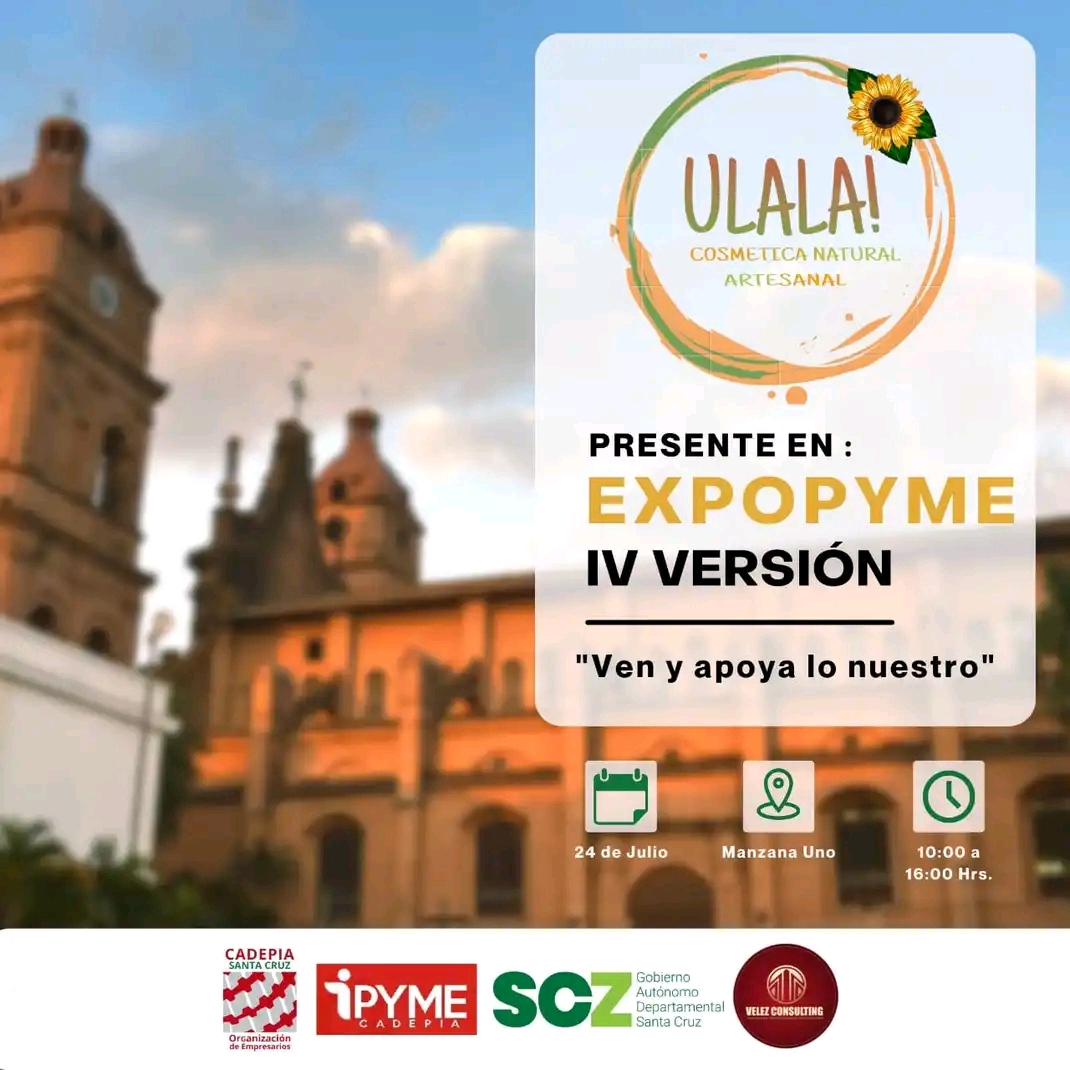 ULALA!
COSMETICA NATURAL
ARTESANAL
PRESENTE EN :
EXPOPYME
IV VERSIÓN
"Ven y apoya lo nuestro"
24 de Julio
Manzana Uno
10:00 a
16:00 Hrs.
CADEPIA
SANTA CRUZ
Organización
de Empresarios
iPYME
CADEPIA
SCZ
Gobierno
Autónomo
Departamental
Santa Cruz
VELEZ CONSULTING